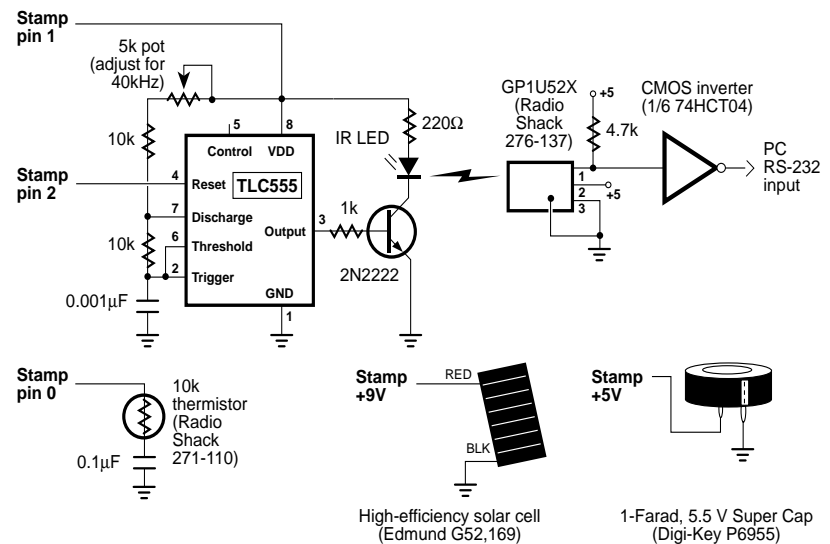 Stamp
pin 1
5k pot
(adjust for
40kHz)
10k
5
8
Control
VDD
220Ω
IR LED
GP1U52X
(Radio
Shack
276-137)
+5
4.7k
CMOS inverter
(1/6 74HCT04)
PC
RS-232
input
1
+5
2
3
Stamp
pin 2
4
Reset
TLC555
7
Discharge
10k
6
Threshold
Output
3
1k
2
Trigger
2N2222
GND
1
0.001µF
Stamp
pin 0
10k
thermistor
(Radio
Shack
271-110)
0.1µF
Stamp
+9V
RED
BLK
High-efficiency solar cell
(Edmund G52,169)
Stamp
+5V
1-Farad, 5.5 V Super Cap
(Digi-Key P6955)